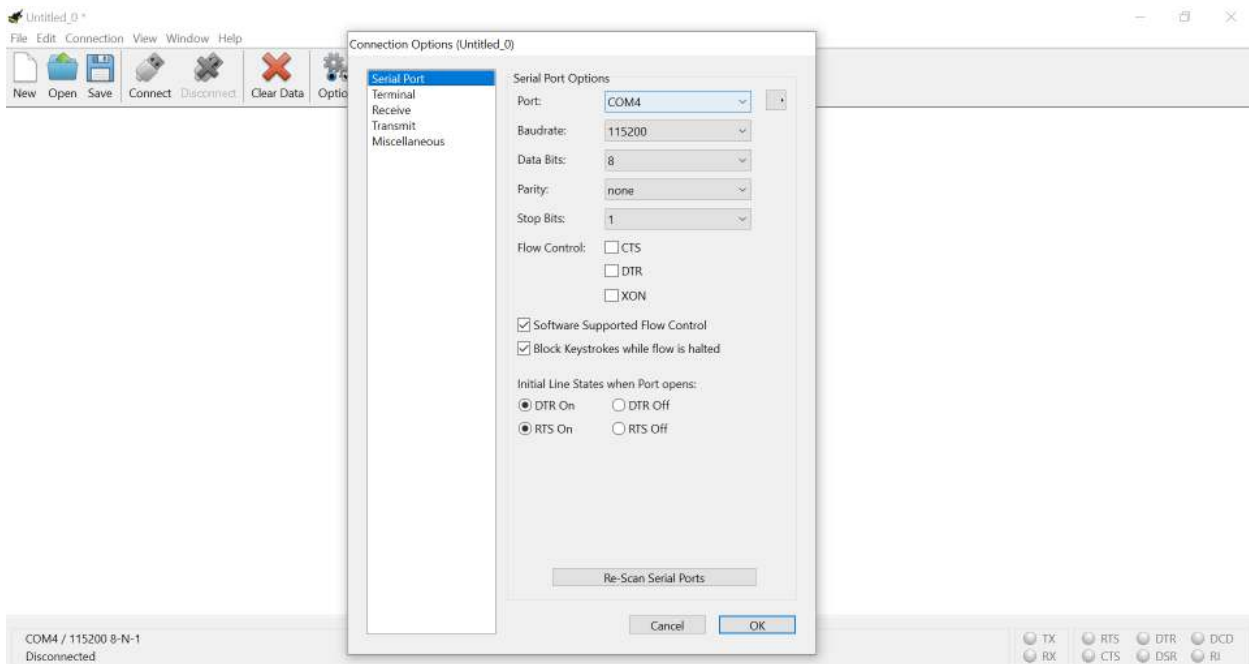 Untitled_0 *
File Edit Connection View Window Help
New Open Save Connect Disconnect Clear Data Optio
Connection Options (Untitled_0)
Serial Port
Terminal
Receive
Transmit
Miscellaneous
Serial Port Options
Port: COM4
Baudrate: 115200
Data Bits: 8
Parity: none
Stop Bits: 1
Flow Control: CTS
DTR
XON
Software Supported Flow Control
Block Keystrokes while flow is halted
Initial Line States when Port opens:
DTR On DTR Off
RTS On RTS Off
Re-Scan Serial Ports
Cancel OK
COM4 / 115200 8-N-1
Disconnected
TX RTS DTR DCD
RX CTS DSR RI